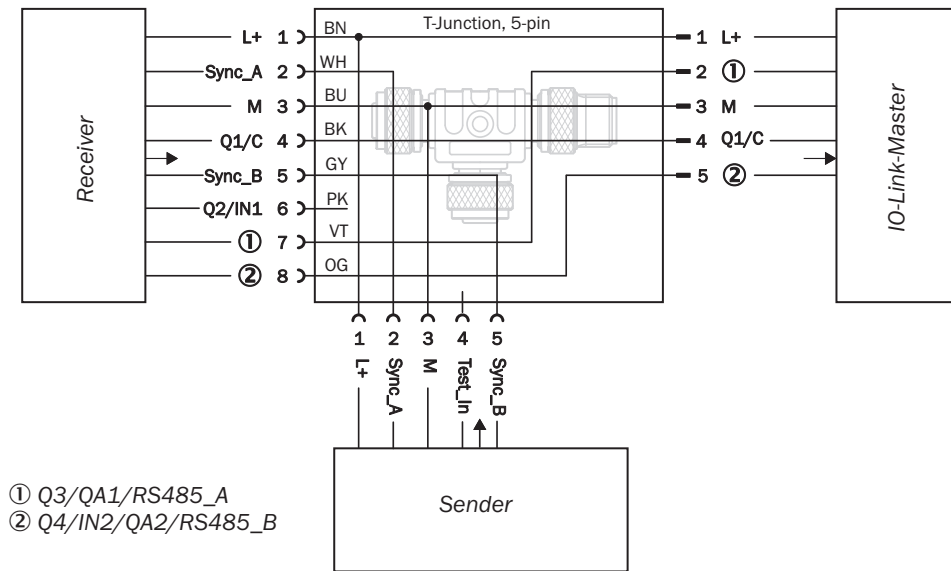 T-Junction, 5-pin
Receiver
L+ 1 BN
Sync_A 2 WH
M 3 BU
Q1/C 4 BK
Sync_B 5 GY
Q2/IN1 6 PK
① 7 VT
② 8 OG
1 L+
2 ①
3 M
4 Q1/C
5 ②
IO-Link-Master
1 2 3 4 5
L+
Sync_A
M
Test_In
Sync_B
Sender
① Q3/QA1/RS485_A
② Q4/IN2/QA2/RS485_B